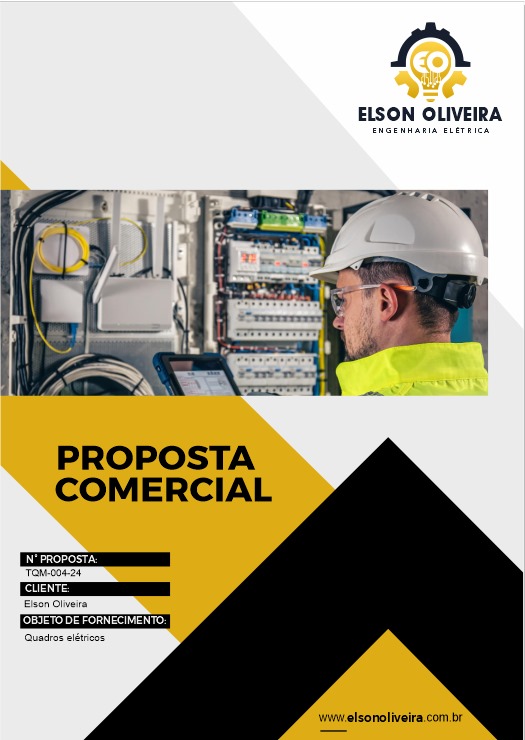 EO
ELSON OLIVEIRA
ENGENHARIA ELÉTRICA
PROPOSTA
COMERCIAL
N° PROPOSTA:
TQM-004-24
CLIENTE:
Elson Oliveira
OBJETO DE FORNECIMENTO:
Quadros elétricos
www.elsonoliveira.com.br